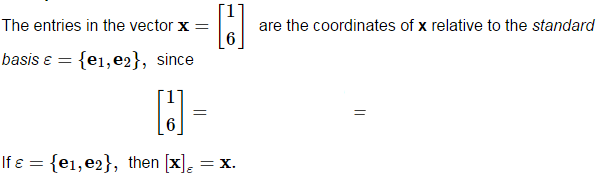 The entries in the vector x = [1 6] are the coordinates of x relative to the standard
basis ε = {e1,e2}, since
[1 6] = =
If ε = {e1,e2}, then [x]ε = x.